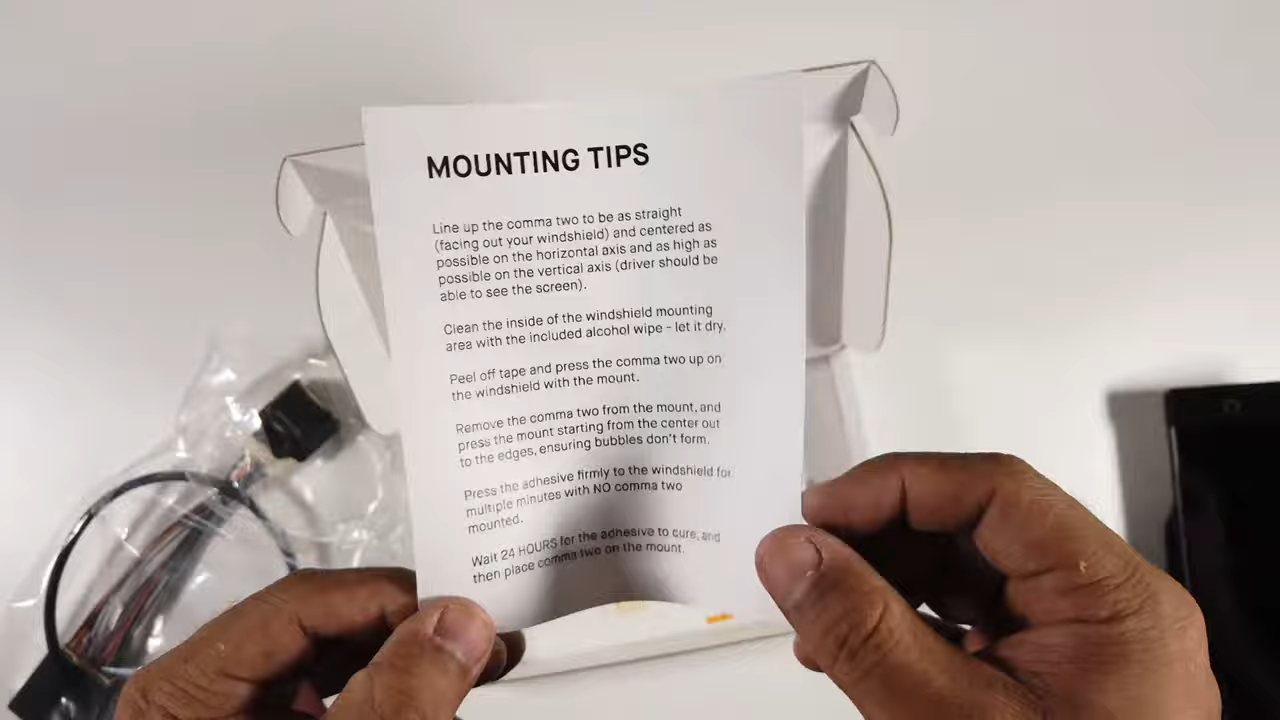 MOUNTING TIPS
Line up the comma two to be as straight
(facing out your windshield) and centered as
possible on the horizontal axis and as high as
possible on the vertical axis (driver should be
able to see the screen).
Clean the inside of the windshield mounting
area with the included alcohol wipe - let it dry.
Peel off tape and press the comma two up on
the windshield with the mount.
Remove the comma two from the mount, and
press the mount starting from the center out
to the edges, ensuring bubbles don't form.
Press the adhesive firmly to the windshield for
multiple minutes with NO comma two
mounted.
Wait 24 HOURS for the adhesive to cure, and
then place comma two on the mount.